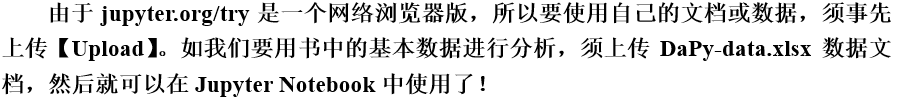 由于 jupyter.org/try 是一个网络浏览器版，所以要使用自己的文档或数据，须事先
上传【Upload】。如我们要用书中的基本数据进行分析，须上传 DaPy-data.xlsx 数据文
档，然后就可以在 Jupyter Notebook 中使用了！